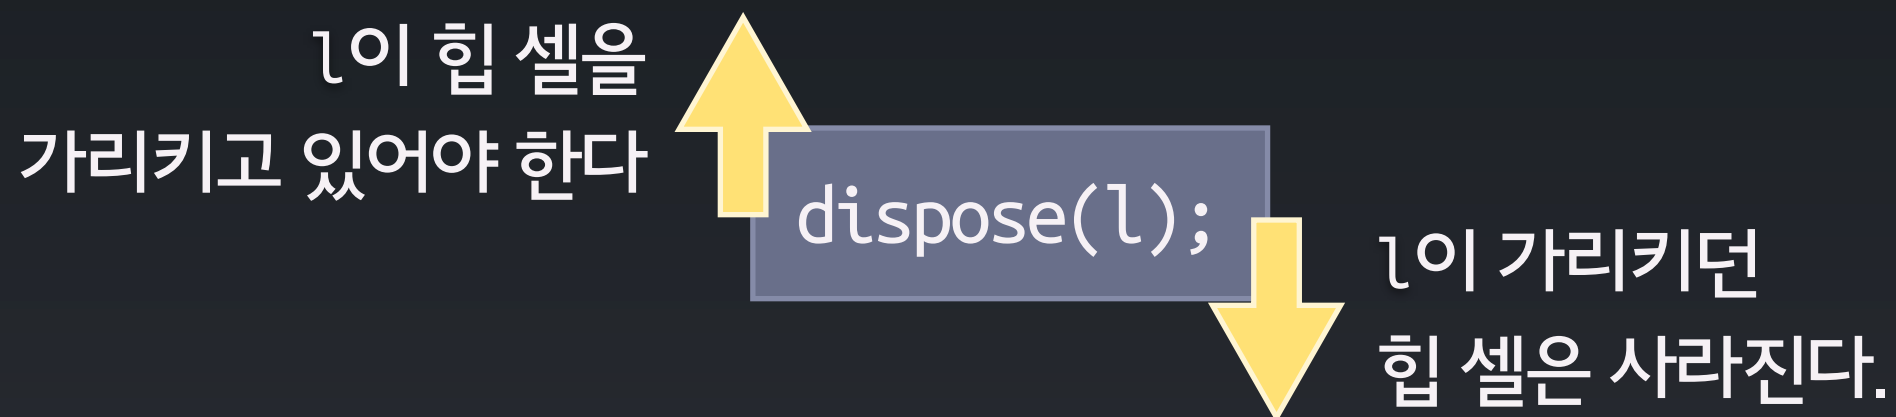 l이 힙 셀을
가리키고 있어야 한다
dispose(l);
l이 가리키던
힙 셀은 사라진다.